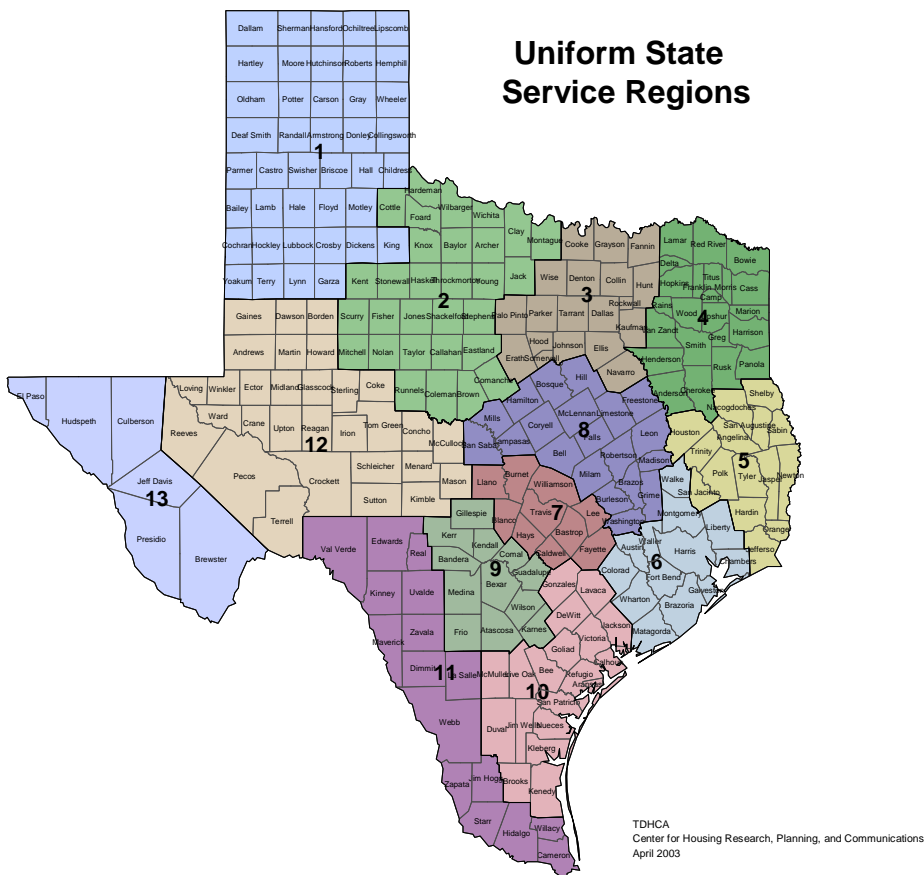 Uniform State
Service Regions
Dallam Sherman Hansford Ochiltree Lipscomb
Hartley Moore Hutchinson Roberts Hemphill
Oldham Potter Carson Gray Wheeler
Deaf Smith Randall Armstrong Donley Collingsworth
1
Parmer Castro Swisher Briscoe Hall Childress
Hardeman
Bailey Lamb Hale Floyd Motley Cottle Foard Wilbarger Wichita
Clay Montague Cooke Grayson Fannin Lamar Red River
Cochran Hockley Lubbock Crosby Dickens King Knox Baylor Archer
Bowie
Delta
Yoakum Terry Lynn Garza Kent Stonewall Haskell Throckmorton Young Jack Wise Denton Collin Hunt Hopkins Titus Franklin Morris Cass
2 3
Camp
Gaines Dawson Borden Scurry Fisher Jones Shackelford Stephens Palo Pinto Parker Tarrant Dallas Rockwall Rains Wood Upshur Marion
4
Kaufman Van Zandt Gregg Harrison
Andrews Martin Howard Mitchell Nolan Taylor Callahan Eastland Hood Johnson Ellis Smith
Erath Somervell Henderson Rusk Panola
Loving Winkler Ector Midland Glasscock Sterling Coke Runnels Coleman Brown Comanche Bosque Hill Navarro Anderson Cherokee
El Paso Hudspeth Culberson
Ward Crane Upton Reagan Irion Tom Green Concho Mills Hamilton McLennan Limestone Freestone Nacogdoches Shelby
Reeves 12 McCulloch San Saba Lampasas Coryell 8 Falls Leon Houston Angelina San Augustine Sabin
Pecos Crockett Schleicher Menard Bell Robertson Madison Trinity 5
Jeff Davis
13
Mason Llano Burnet Williamson Milam Brazos Walke Polk Tyler Jasper Newton
Sutton Kimble Burleson Grime San Jacinto
Presidio Terrell Gillespie Blanco Travis 7 Lee Washington Montgomery Hardin
Brewster Val Verde Edwards Real Kerr Kendall Hays Bastrop Fayette Austin Waller Liberty Orange
Bandera Comal Caldwell 6 Harris Jefferso
9
Kinney Uvalde Medina Bexar Guadalupe Gonzales Colorad Fort Bend Chambers
Wilson Lavaca Wharton Galveston
Maverick Zavala Frio Atascosa Karnes DeWitt Jackson Brazoria
Matagorda
Dimmit La Salle McMullen Live Oak Bee Goliad Victoria
11 Refugio Calhoun
10 Aransas
San Patricio
Webb Duval Jim Wells Nueces
Kleberg
Zapata Jim Hogg Brooks Kenedy
Starr Hidalgo Willacy
Cameron
TDHCA
Center for Housing Research, Planning, and Communications
April 2003